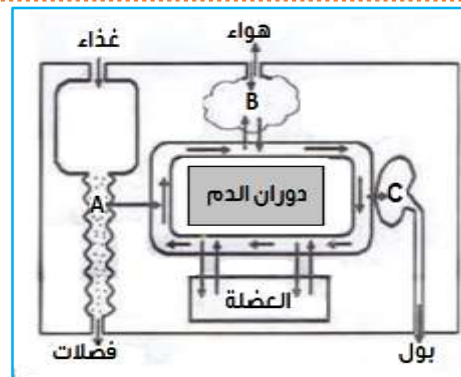 غذاء
هواء
B
A
دوران الدم
C
العضلة
فضلات
بول